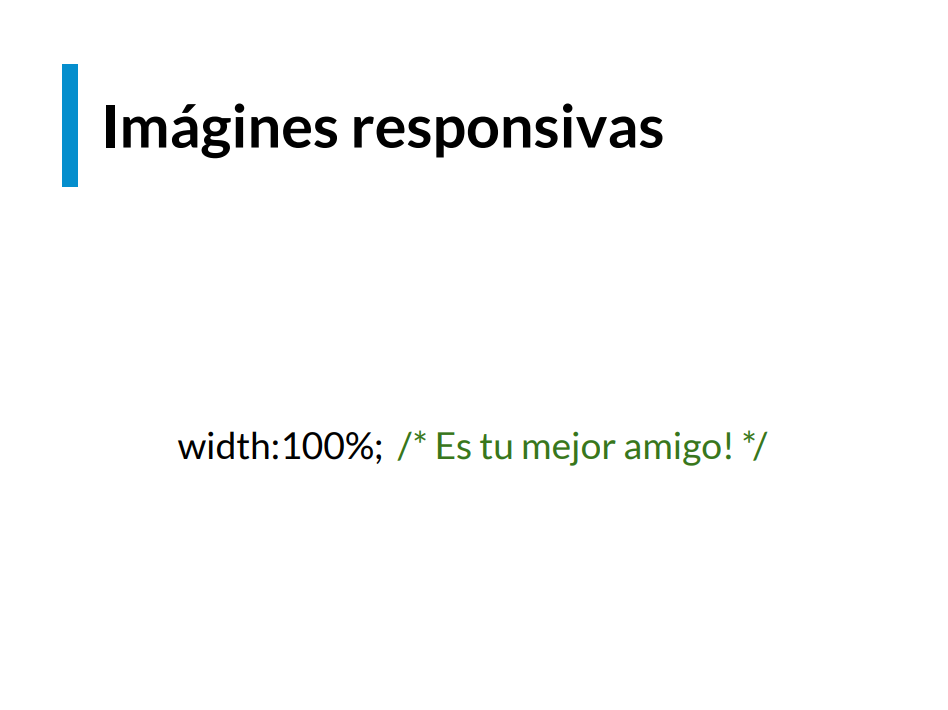 Imágines responsivas
width:100%; /* Es tu mejor amigo! */